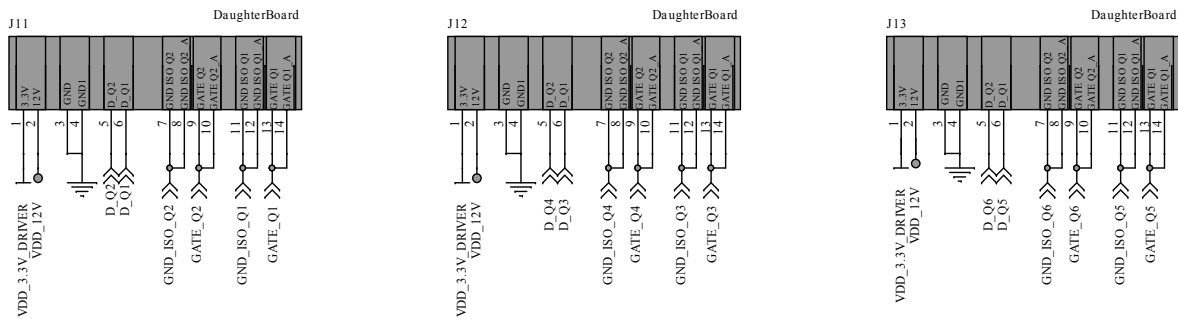 J11
DaughterBoard
3.3V
12V
GND
GND1
D_Q2
D_Q1
GND ISO Q2
GND ISO Q2_A
GATE Q2
GATE Q2_A
GND ISO Q1
GND ISO Q1_A
GATE Q1
GATE Q1_A
1
2
3
4
5
6
7
8
9
10
11
12
13
14
VDD_3.3V_DRIVER
VDD_12V
D_Q2
D_Q1
GND_ISO_Q2
GATE_Q2
GND_ISO_Q1
GATE_Q1
J12
DaughterBoard
3.3V
12V
GND
GND1
D_Q2
D_Q1
GND ISO Q2
GND ISO Q2_A
GATE Q2
GATE Q2_A
GND ISO Q1
GND ISO Q1_A
GATE Q1
GATE Q1_A
1
2
3
4
5
6
7
8
9
10
11
12
13
14
VDD_3.3V_DRIVER
VDD_12V
D_Q4
D_Q3
GND_ISO_Q4
GATE_Q4
GND_ISO_Q3
GATE_Q3
J13
DaughterBoard
3.3V
12V
GND
GND1
D_Q2
D_Q1
GND ISO Q2
GND ISO Q2_A
GATE Q2
GATE Q2_A
GND ISO Q1
GND ISO Q1_A
GATE Q1
GATE Q1_A
1
2
3
4
5
6
7
8
9
10
11
12
13
14
VDD_3.3V_DRIVER
VDD_12V
D_Q6
D_Q5
GND_ISO_Q6
GATE_Q6
GND_ISO_Q5
GATE_Q5